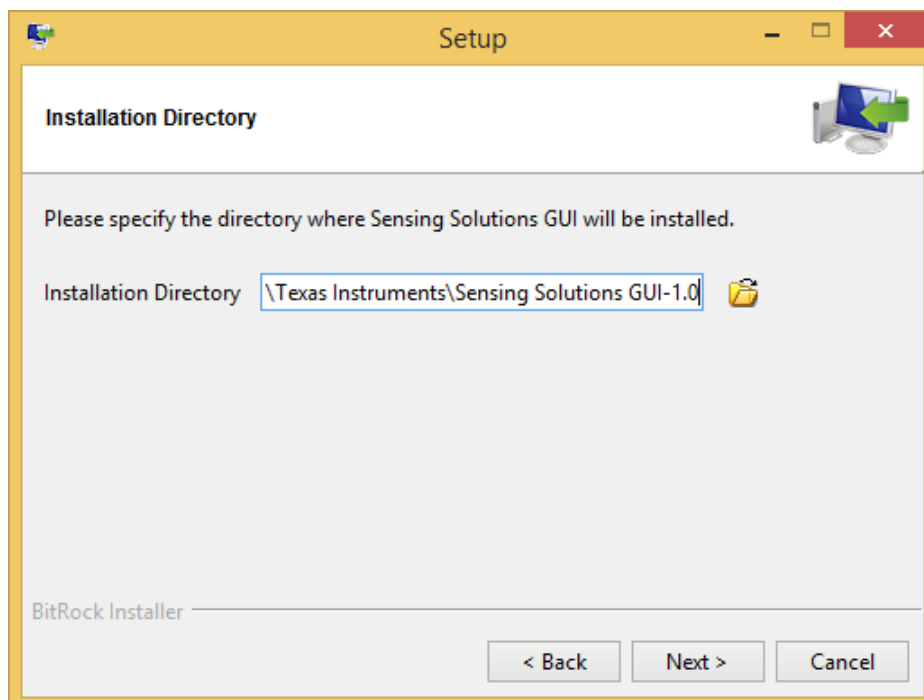 Setup
Installation Directory
Please specify the directory where Sensing Solutions GUI will be installed.
Installation Directory \Texas Instruments\Sensing Solutions GUI-1.0
BitRock Installer
< Back Next > Cancel